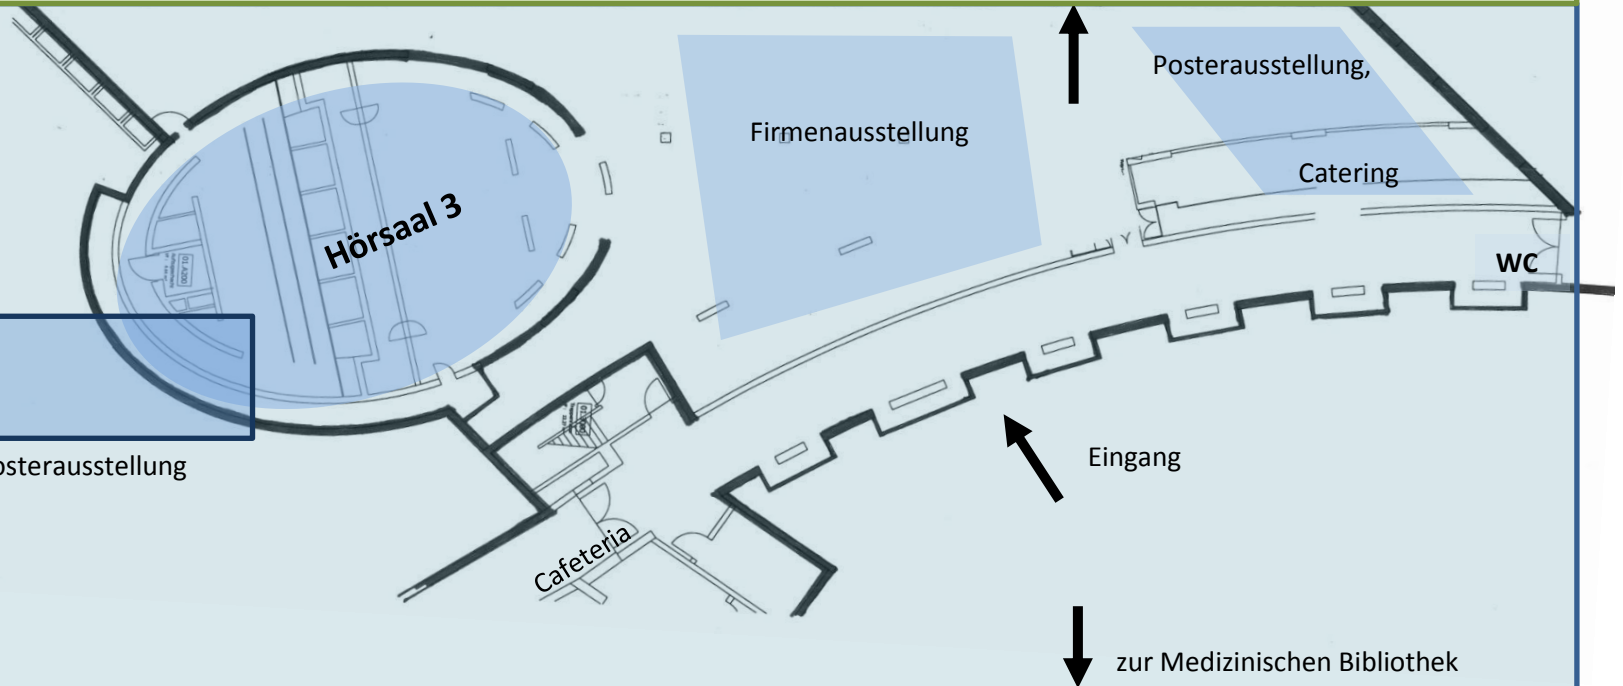 Posterausstellung,
Firmenausstellung
Catering
Hörsaal 3
WC
Eingang
osterausstellung
Cafeteria
zur Medizinischen Bibliothek